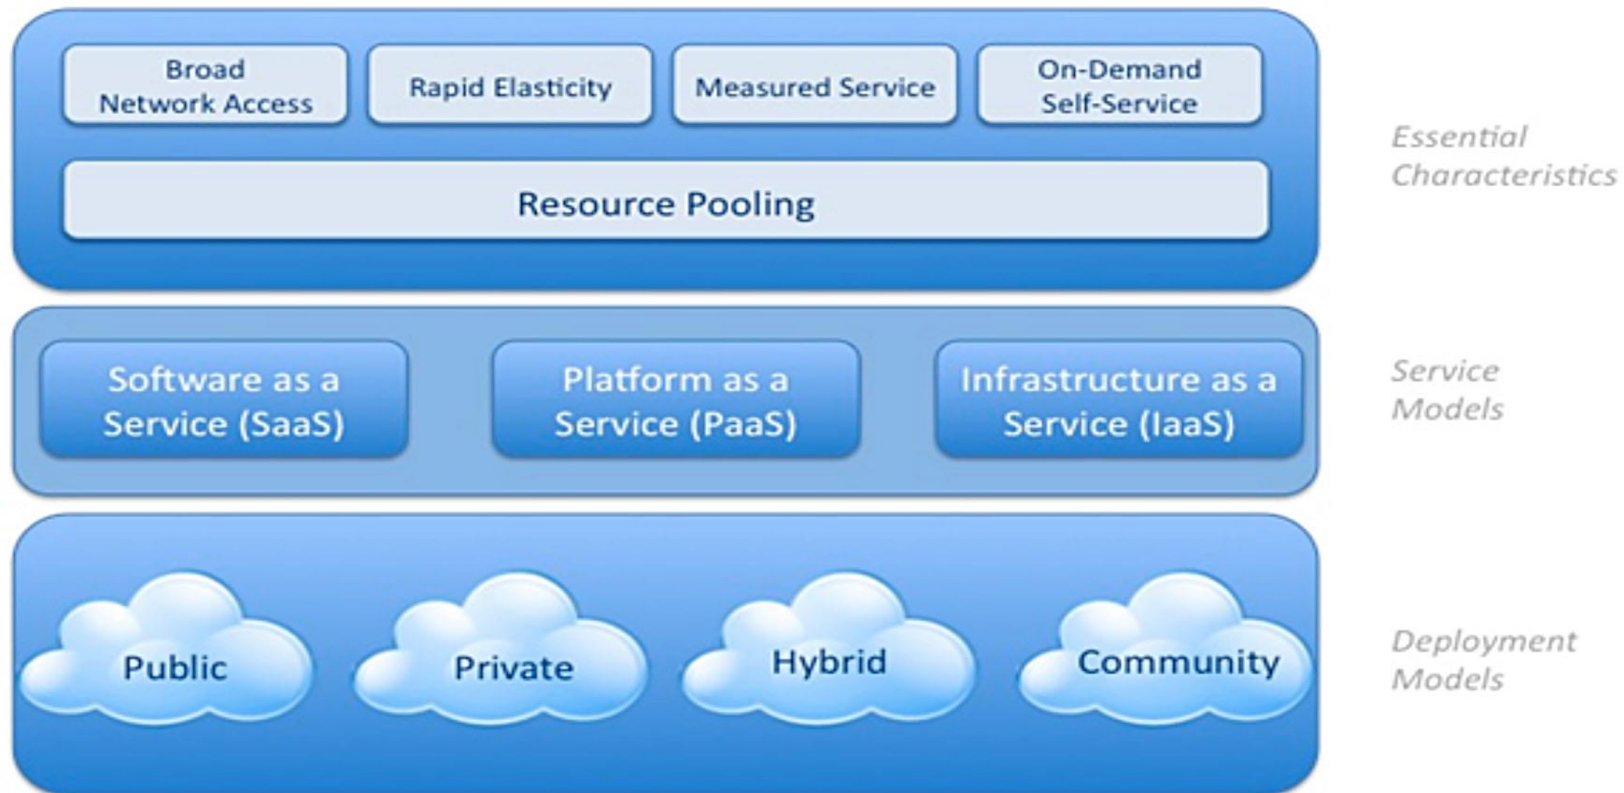 Broad
Network Access
Rapid Elasticity
Measured Service
On-Demand
Self-Service
Resource Pooling
Essential
Characteristics
Software as a
Service (SaaS)
Platform as a
Service (PaaS)
Infrastructure as a
Service (IaaS)
Service
Models
Public
Private
Hybrid
Community
Deployment
Models